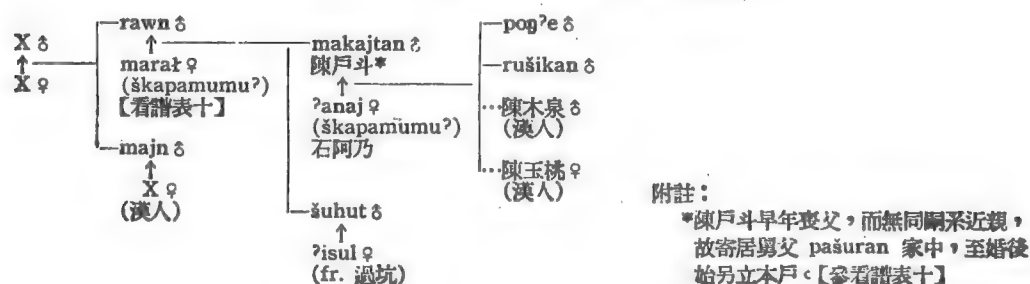 X ♂
↑
X ♀
rawn ♂
↑
marał ♀
(škapamumuʔ)
【看譜表十】
majn ♂
↑
X ♀
(漢人)
makajtan ♂
陳戶斗*
↑
ʔanaj ♀
(škapamumuʔ)
石阿乃
šuhut ♂
↑
ʔisul ♀
(fr. 過坑)
poŋʔe ♂
rušikan ♂
陳木泉 ♂
(漢人)
陳玉桃 ♀
(漢人)
附註：
*陳戶斗早年喪父，而無同嗣系近親，
故寄居舅父 pašuran 家中，至婚後
始另立本戶。【參看譜表十】